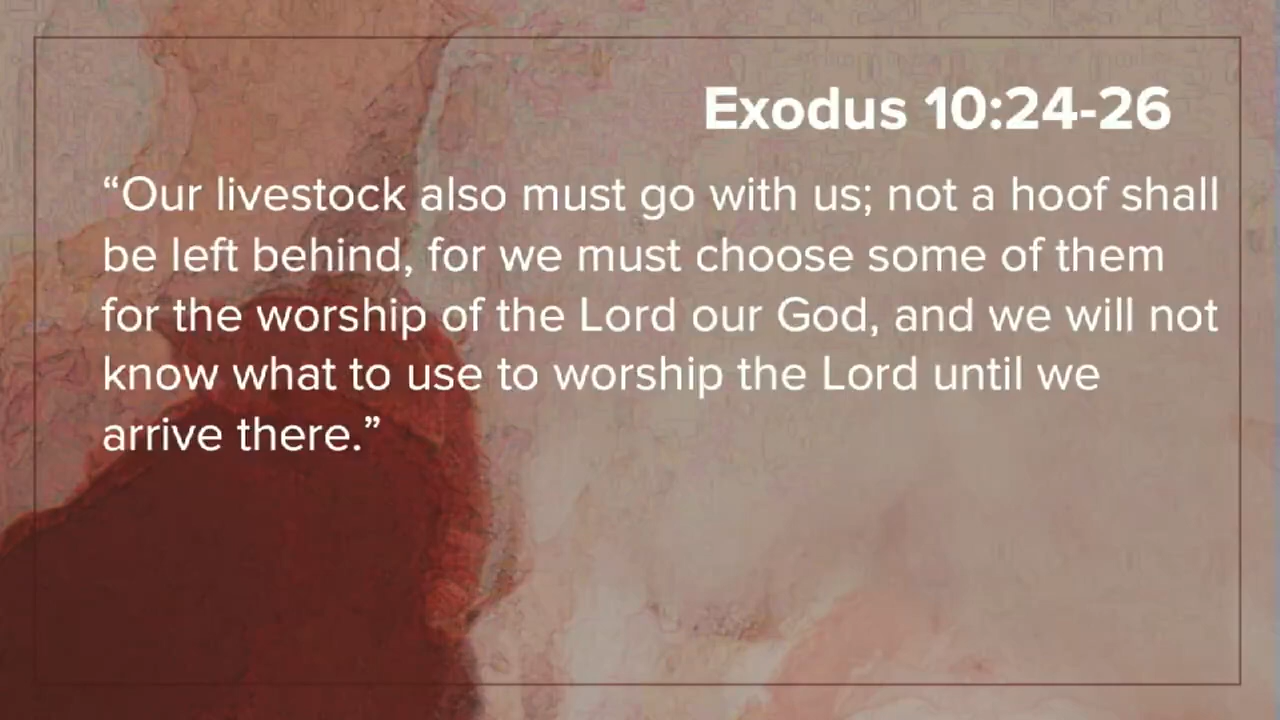 Exodus 10:24-26
“Our livestock also must go with us; not a hoof shall
be left behind, for we must choose some of them
for the worship of the Lord our God, and we will not
know what to use to worship the Lord until we
arrive there.”